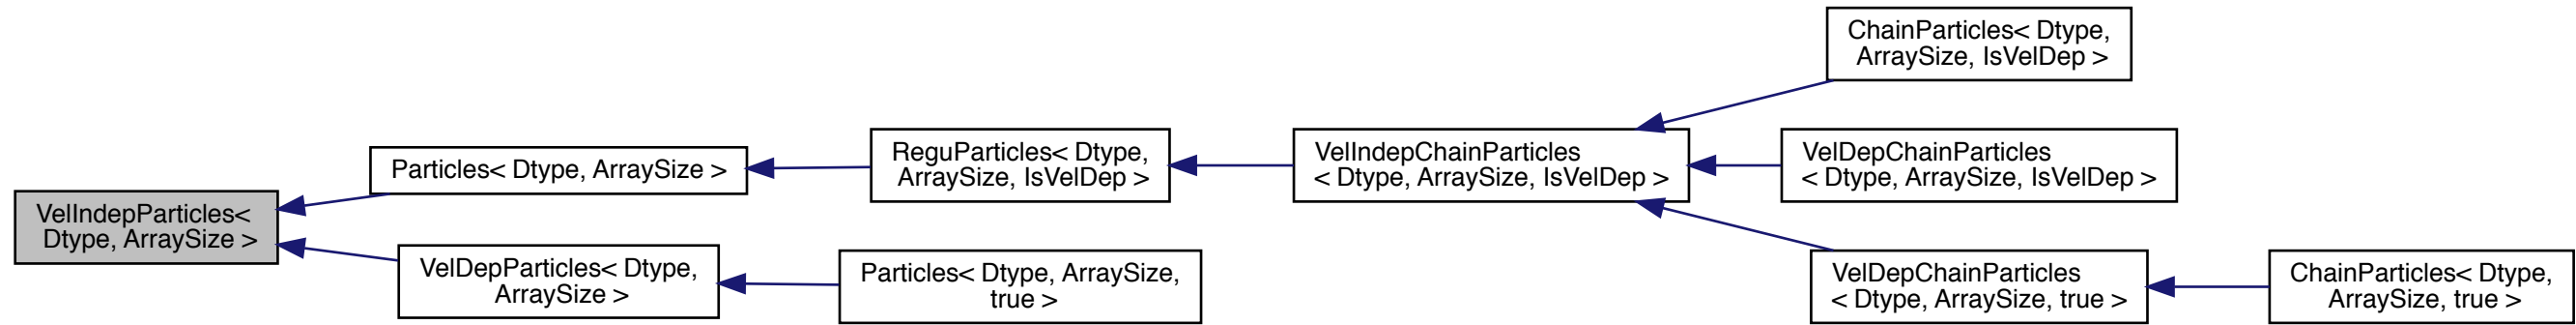 VelIndepParticles<
Dtype, ArraySize >
Particles< Dtype, ArraySize >
VelDepParticles< Dtype,
ArraySize >
ReguParticles< Dtype,
ArraySize, IsVelDep >
Particles< Dtype, ArraySize,
true >
VelIndepChainParticles
< Dtype, ArraySize, IsVelDep >
ChainParticles< Dtype,
ArraySize, IsVelDep >
VelDepChainParticles
< Dtype, ArraySize, IsVelDep >
VelDepChainParticles
< Dtype, ArraySize, true >
ChainParticles< Dtype,
ArraySize, true >